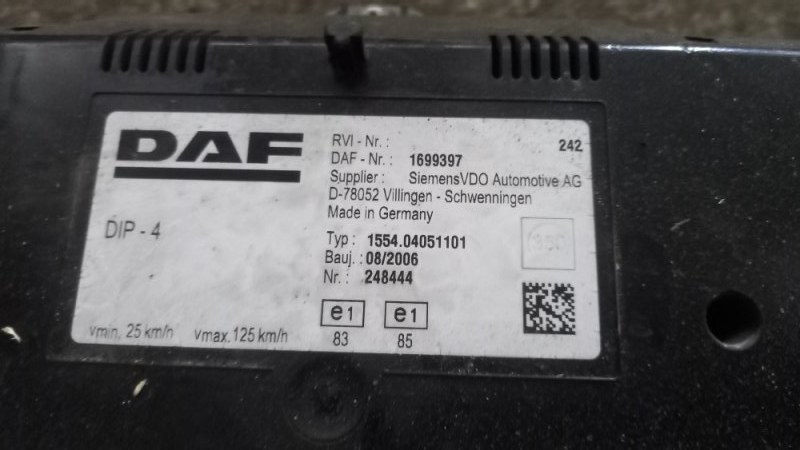 DAF
DIP - 4
vmin, 25 km/h vmax, 125 km/h
RVI - Nr. : 242
DAF - Nr. : 1699397
Supplier : SiemensVDO Automotive AG
D-78052 Villingen - Schwenningen
Made in Germany
Typ : 1554.04051101
Bauj. : 08/2006
Nr. : 248444
e1 e1
83 85